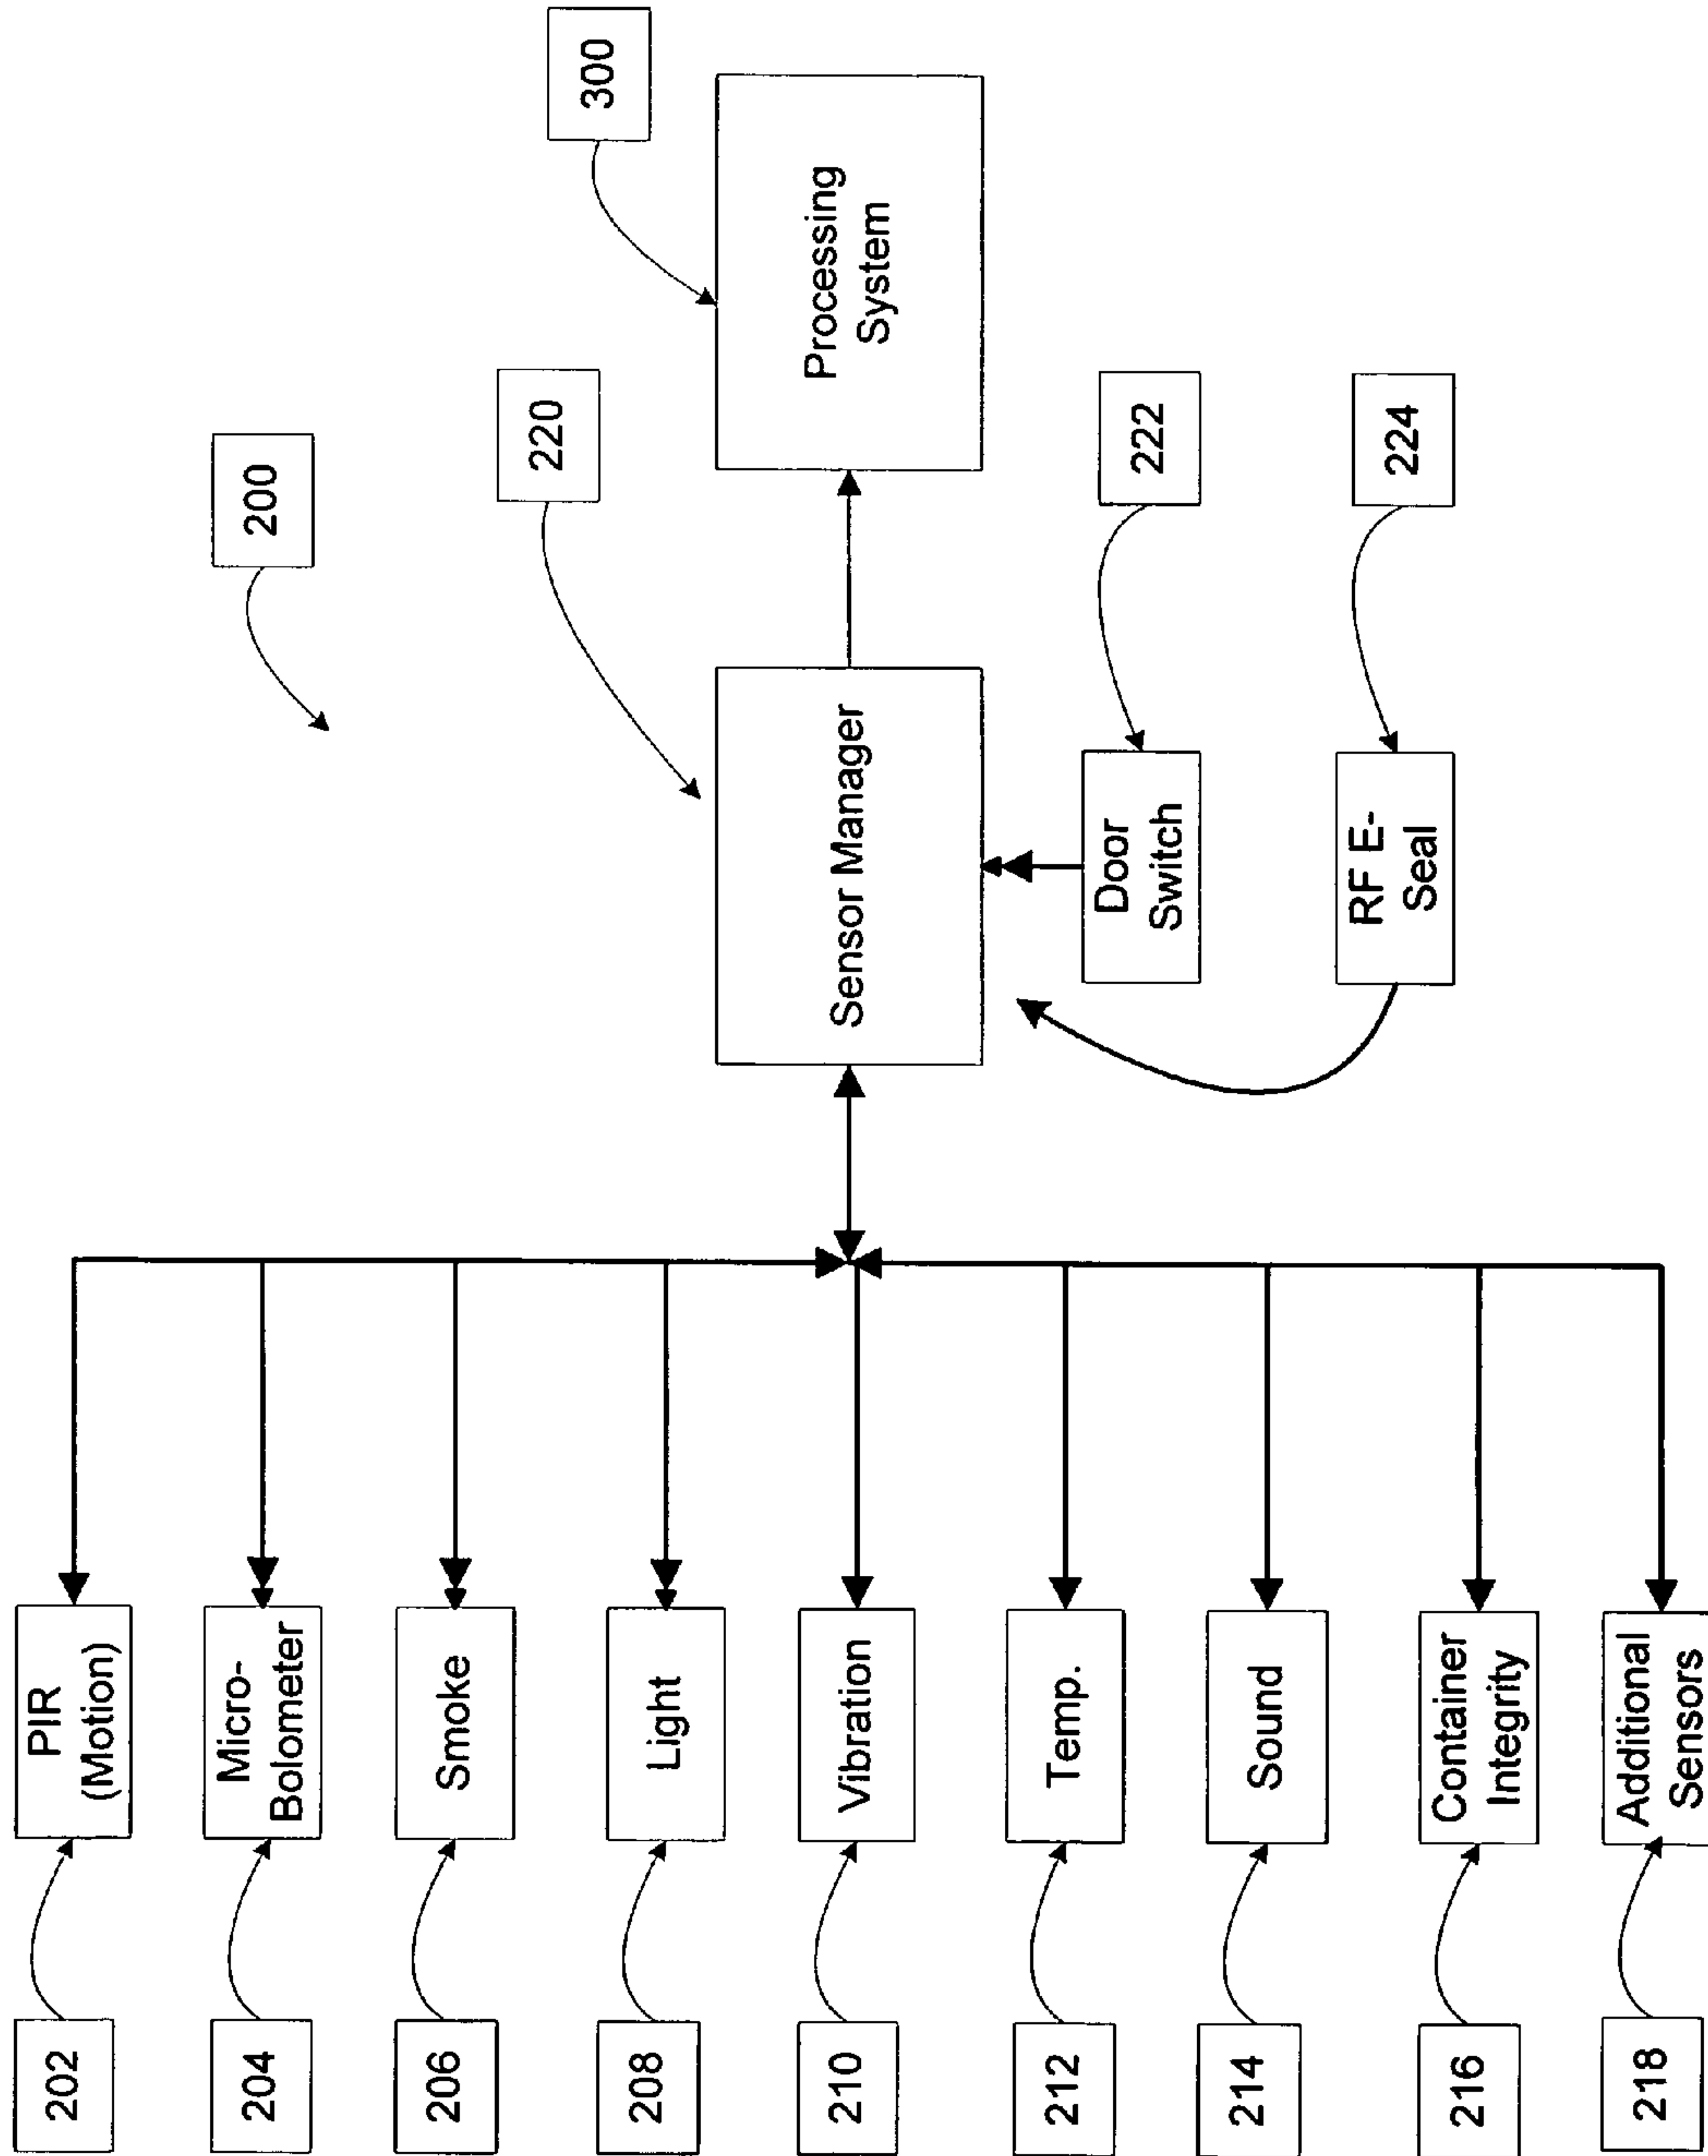 202
PIR
(Motion)
204
Micro-
Bolometer
206
Smoke
208
Light
210
Vibration
212
Temp.
214
Sound
216
Container
Integrity
218
Additional
Sensors
200
220
Sensor Manager
300
Processing
System
222
Door
Switch
224
RF E-
Seal